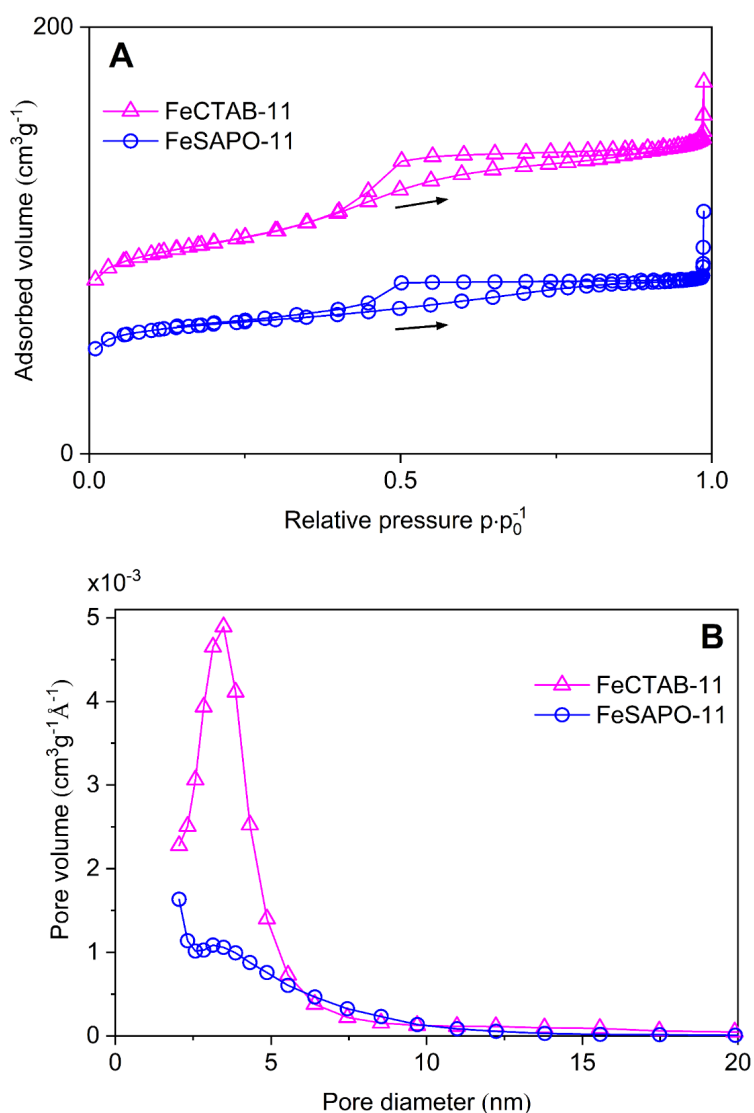 200
A
FeCTAB-11
FeSAPO-11
Adsorbed volume (cm³g⁻¹)
0
0.0 0.5 1.0
Relative pressure p·p₀⁻¹
x10⁻³
5
B
FeCTAB-11
FeSAPO-11
4
3
Pore volume (cm³g⁻¹Å⁻¹)
2
1
0
0 5 10 15 20
Pore diameter (nm)